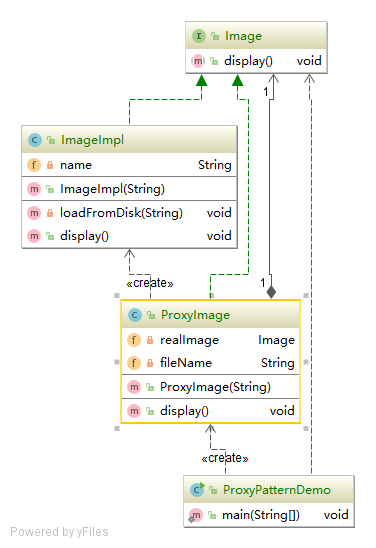 Image
display() void
1
ImageImpl
name String
ImageImpl(String)
loadFromDisk(String) void
display() void
«create»
1
ProxyImage
realImage Image
fileName String
ProxyImage(String)
display() void
«create»
ProxyPatternDemo
main(String[]) void
Powered by yFiles